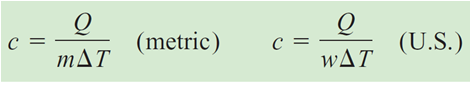 c = Q / mΔT (metric) c = Q / wΔT (U.S.)